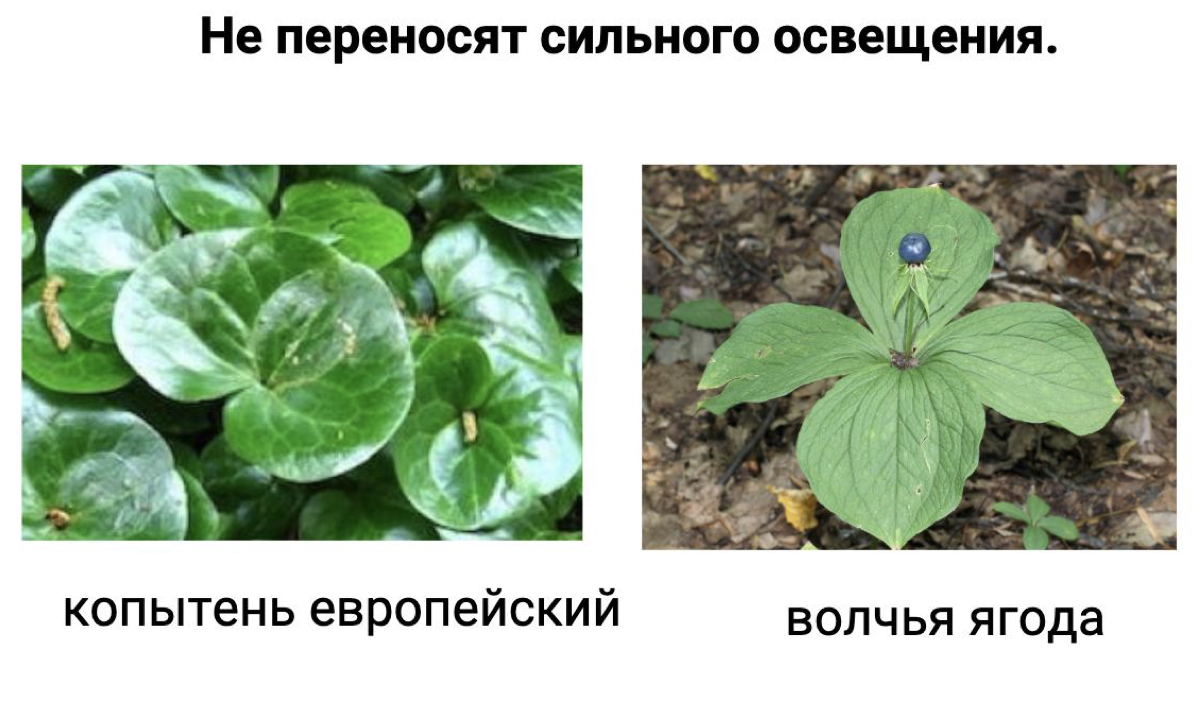 Не переносят сильного освещения.
копытень европейский
волчья ягода